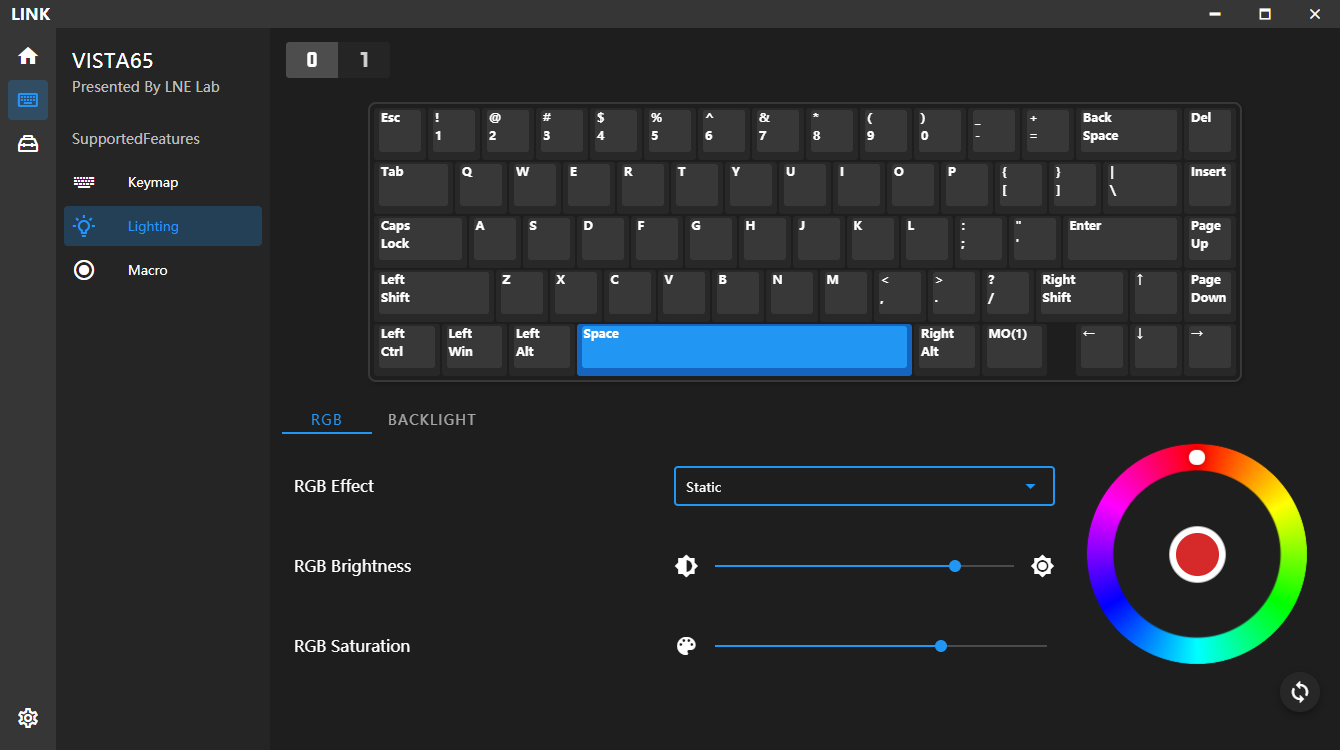 LINK
VISTA65
Presented By LNE Lab
SupportedFeatures
Keymap
Lighting
Macro
0 1
Esc ! @ # $ % ^ & * ( ) _ + Back Del
1 2 3 4 5 6 7 8 9 0 - = Space
Tab Q W E R T Y U I O P { } | Insert
[ ] \
Caps A S D F G H J K L : " Enter Page
Lock ; ' Up
Left Z X C V B N M < > ? Right ↑ Page
Shift , . / Shift Down
Left Left Left Space Right MO(1) ← ↓ →
Ctrl Win Alt Alt
RGB BACKLIGHT
RGB Effect Static
RGB Brightness
RGB Saturation